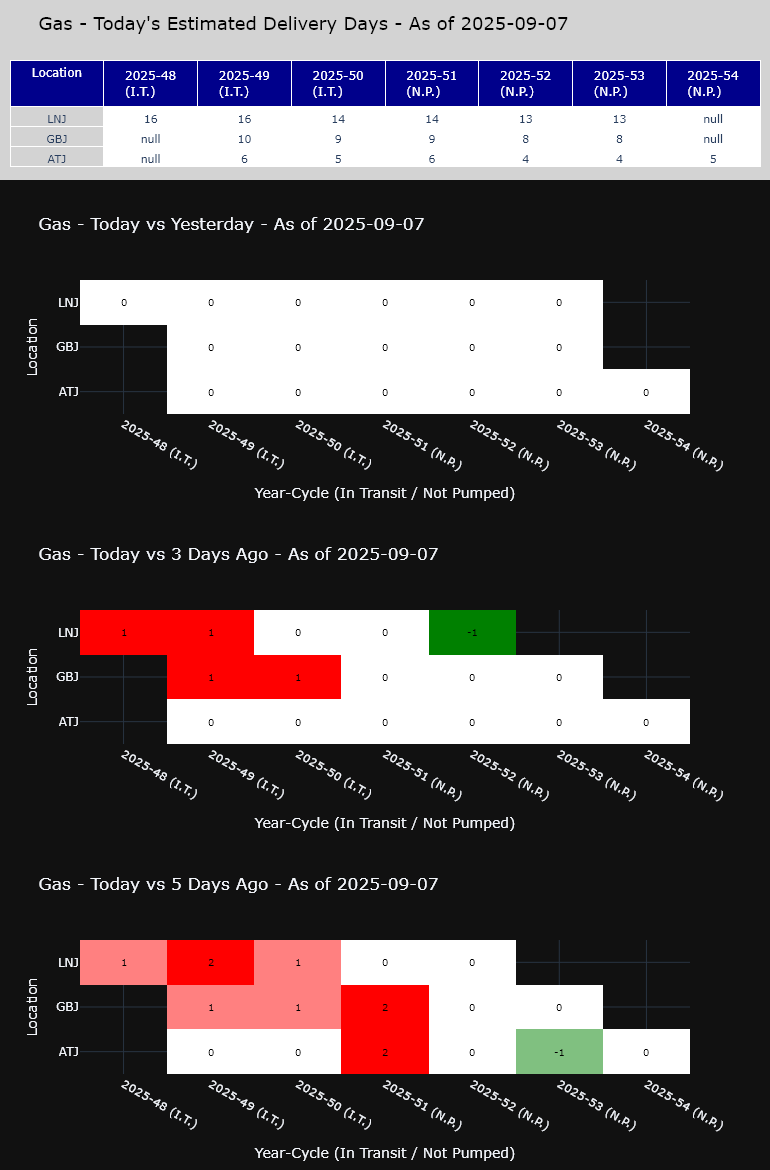 Gas - Today's Estimated Delivery Days - As of 2025-09-07
Location 2025-48 (I.T.) 2025-49 (I.T.) 2025-50 (I.T.) 2025-51 (N.P.) 2025-52 (N.P.) 2025-53 (N.P.) 2025-54 (N.P.)
LNJ 16 16 14 14 13 13 null
GBJ null 10 9 9 8 8 null
ATJ null 6 5 6 4 4 5
Gas - Today vs Yesterday - As of 2025-09-07
Location
LNJ 0 0 0 0 0 0
GBJ 0 0 0 0 0
ATJ 0 0 0 0 0 0
2025-48 (I.T.) 2025-49 (I.T.) 2025-50 (I.T.) 2025-51 (N.P.) 2025-52 (N.P.) 2025-53 (N.P.) 2025-54 (N.P.)
Year-Cycle (In Transit / Not Pumped)
Gas - Today vs 3 Days Ago - As of 2025-09-07
Location
LNJ 1 1 0 0 -1
GBJ 1 1 0 0 0
ATJ 0 0 0 0 0 0
2025-48 (I.T.) 2025-49 (I.T.) 2025-50 (I.T.) 2025-51 (N.P.) 2025-52 (N.P.) 2025-53 (N.P.) 2025-54 (N.P.)
Year-Cycle (In Transit / Not Pumped)
Gas - Today vs 5 Days Ago - As of 2025-09-07
Location
LNJ 1 2 1 0 0
GBJ 1 1 2 0 0
ATJ 0 0 2 0 -1 0
2025-48 (I.T.) 2025-49 (I.T.) 2025-50 (I.T.) 2025-51 (N.P.) 2025-52 (N.P.) 2025-53 (N.P.) 2025-54 (N.P.)
Year-Cycle (In Transit / Not Pumped)